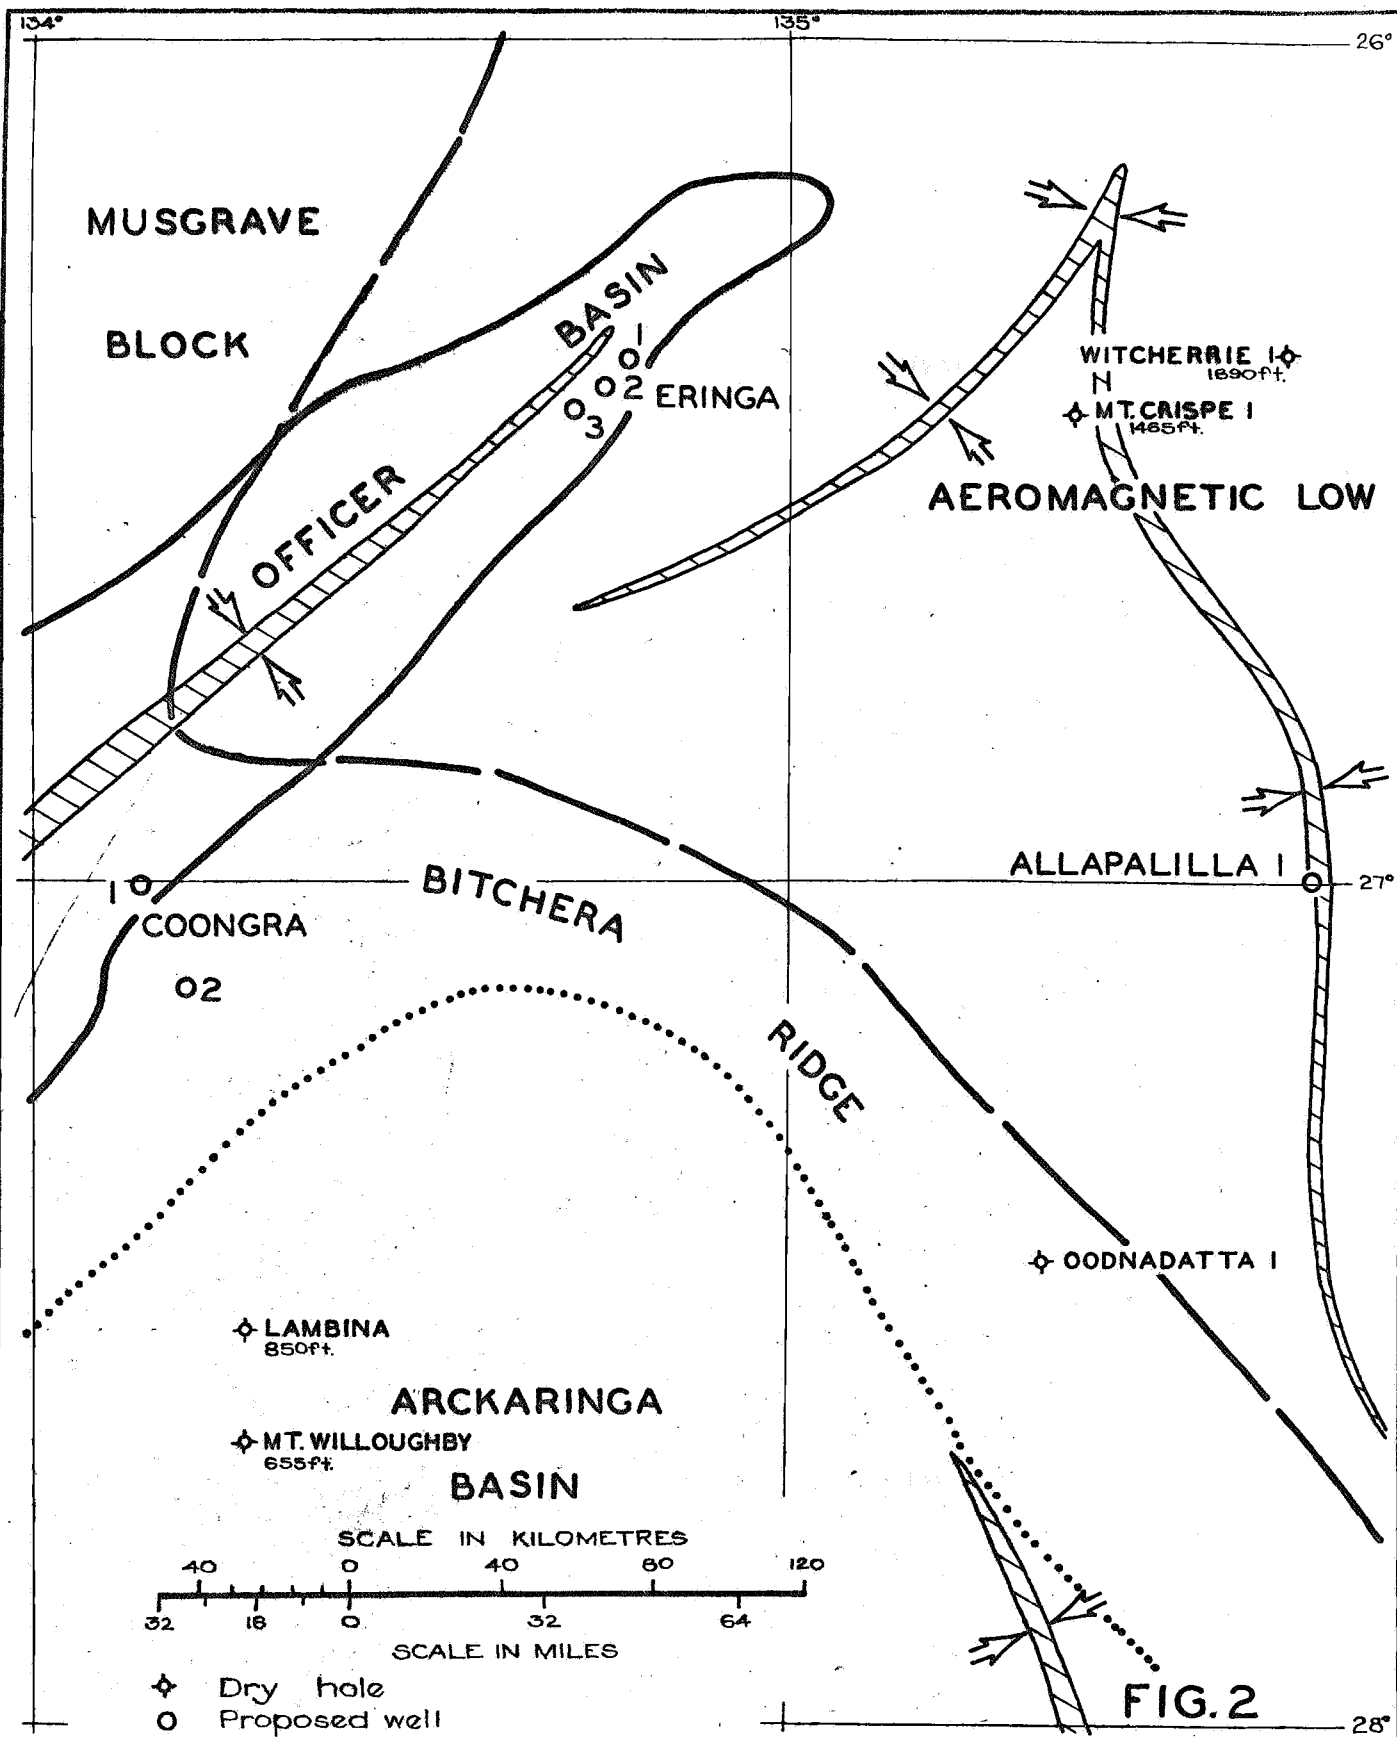 134°
135°
26°
MUSGRAVE
BLOCK
BASIN
1
2
3
ERINGA
OFFICER
WITCHERRIE 1
1890ft.
MT. CRISPE 1
1465ft.
AEROMAGNETIC LOW
ALLAPALILLA 1
27°
1
COONGRA
2
BITCHERA
RIDGE
OODNADATTA 1
LAMBINA
850ft.
ARCKARINGA
MT. WILLOUGHBY
655ft.
BASIN
SCALE IN KILOMETRES
40 0 40 80 120
32 16 0 32 64
SCALE IN MILES
Dry hole
Proposed well
FIG. 2
28°